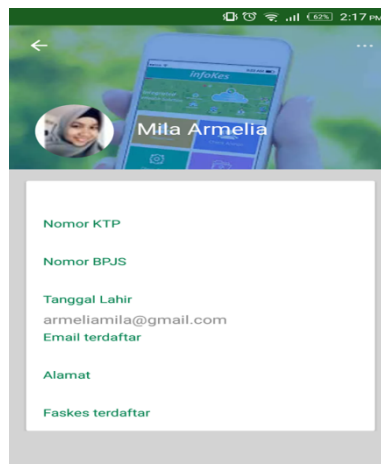 62% 2:17 PM
infoKes
Mila Armelia
Nomor KTP
Nomor BPJS
Tanggal Lahir
armeliamila@gmail.com
Email terdaftar
Alamat
Faskes terdaftar